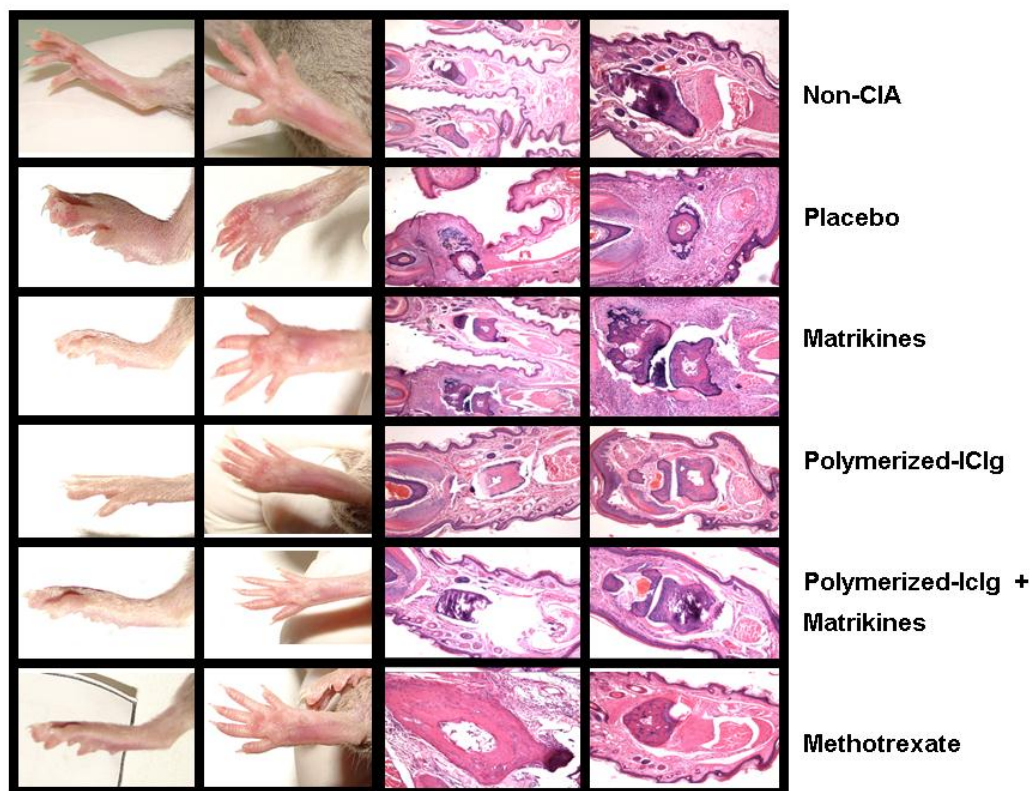 Non-CIA
Placebo
Matrikines
Polymerized-ICIg
Polymerized-IcIg +
Matrikines
Methotrexate